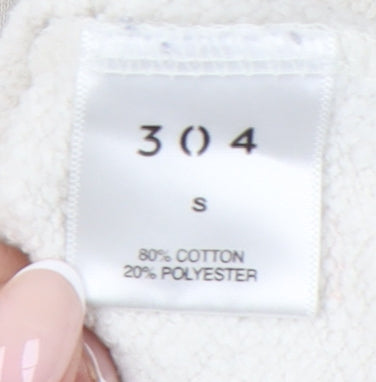 304
S
80% COTTON
20% POLYESTER